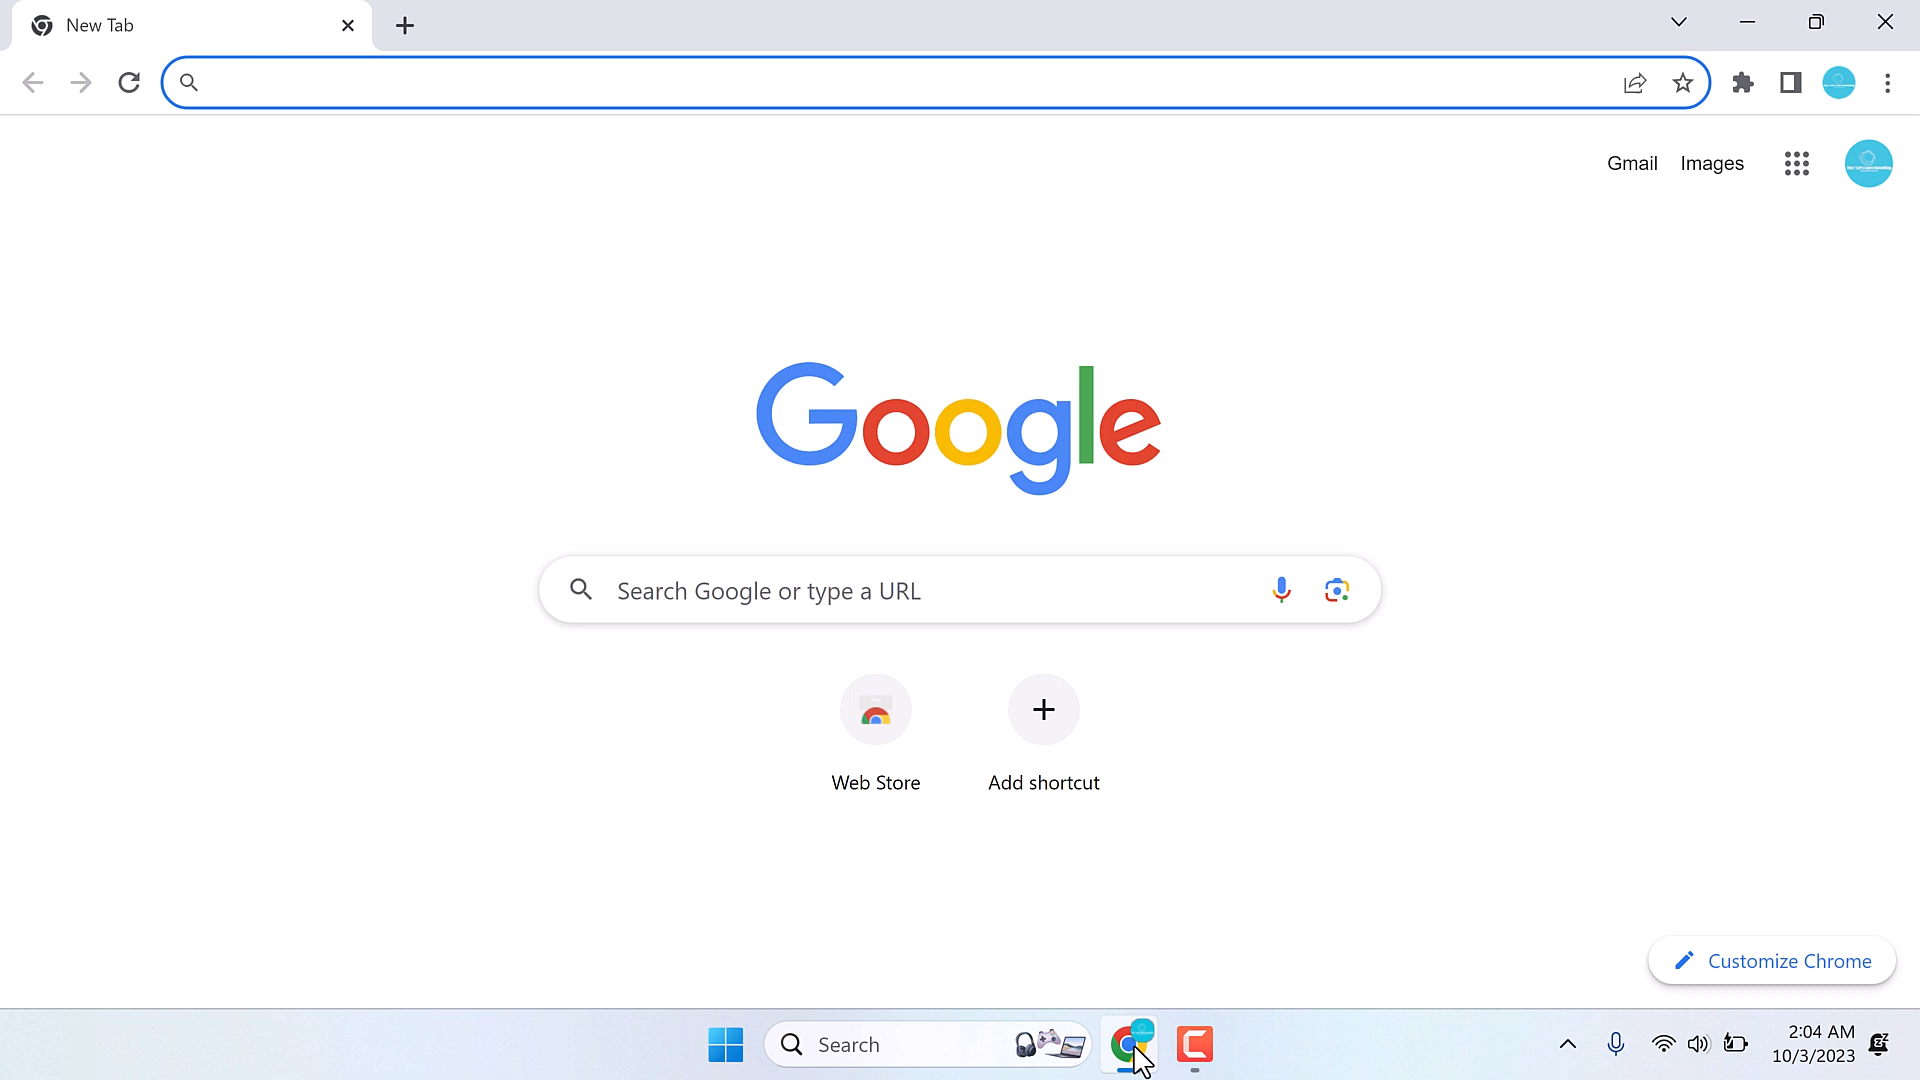 New Tab
Gmail Images
Google
Search Google or type a URL
Web Store Add shortcut
Customize Chrome
Search
2:04 AM
10/3/2023